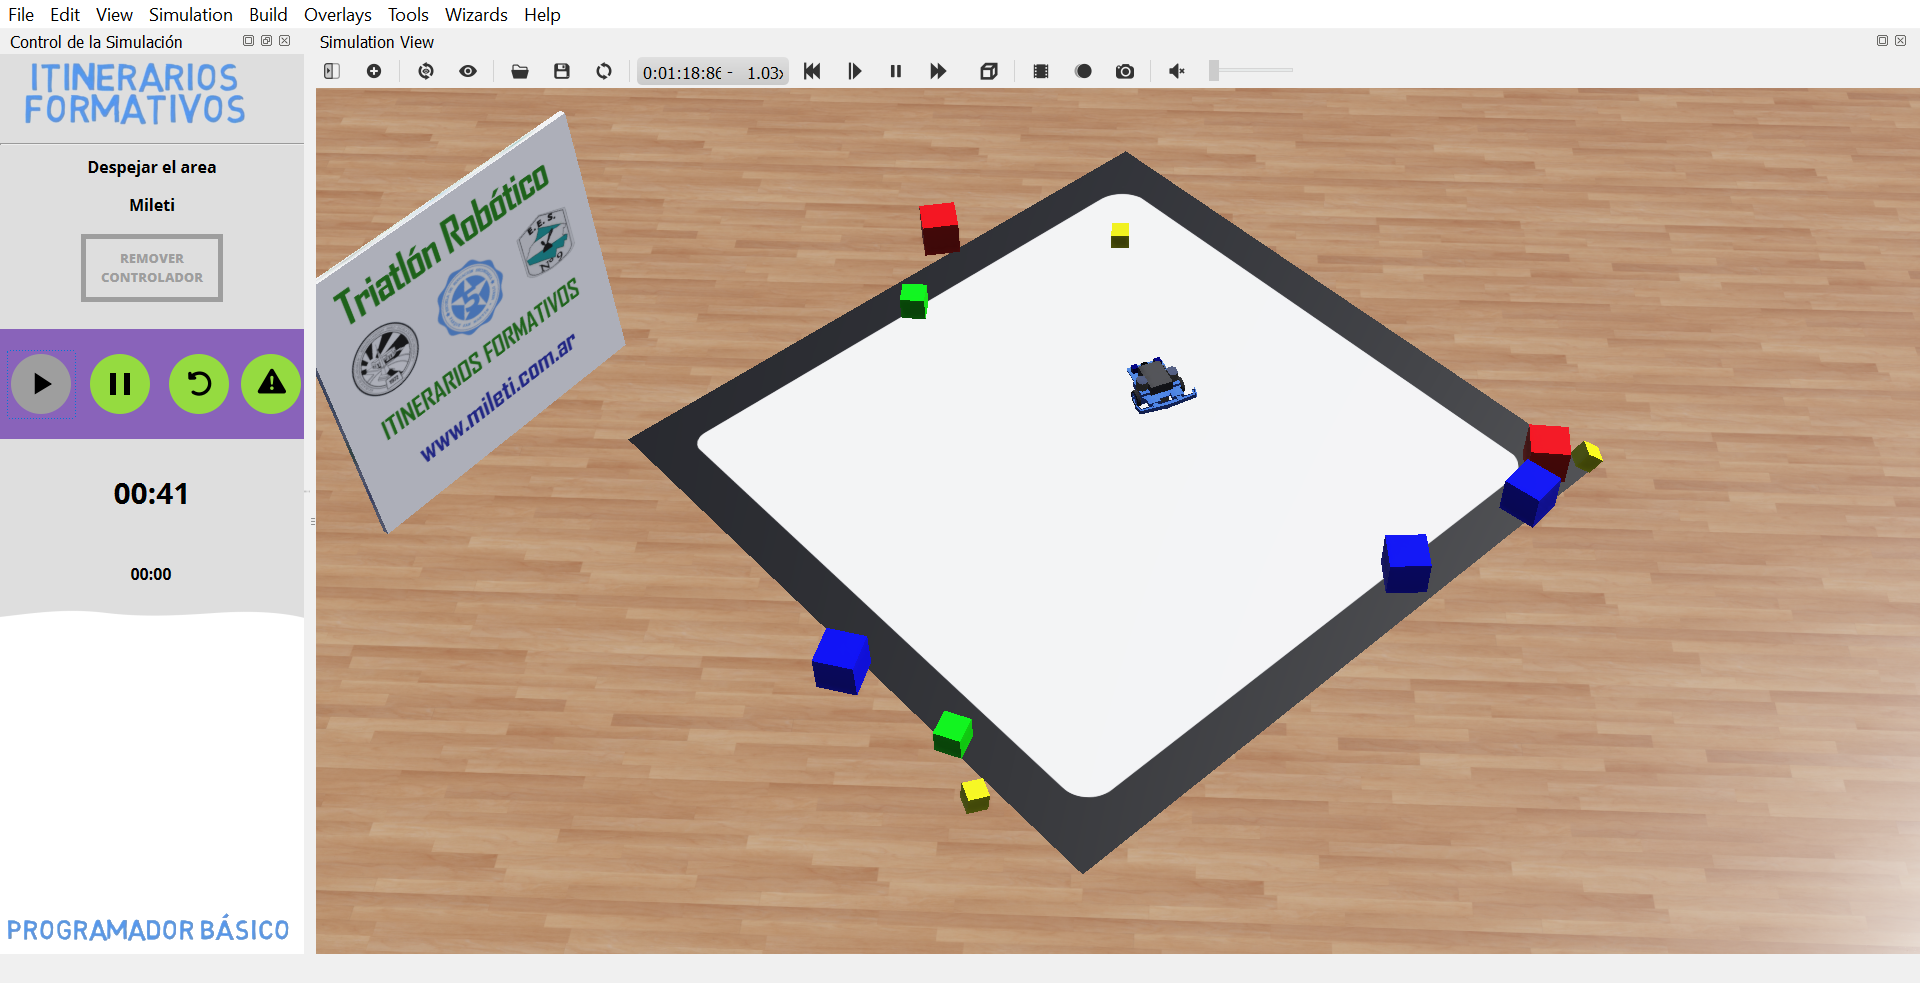 File Edit View Simulation Build Overlays Tools Wizards Help
Control de la Simulación
Simulation View
ITINERARIOS
FORMATIVOS
0:01:18:86 - 1.03x
Despejar el area
Mileti
REMOVER
CONTROLADOR
00:41
00:00
PROGRAMADOR BÁSICO
Triatlón Robótico
E. E. S.
Nº 9
ITINERARIOS FORMATIVOS
www.mileti.com.ar